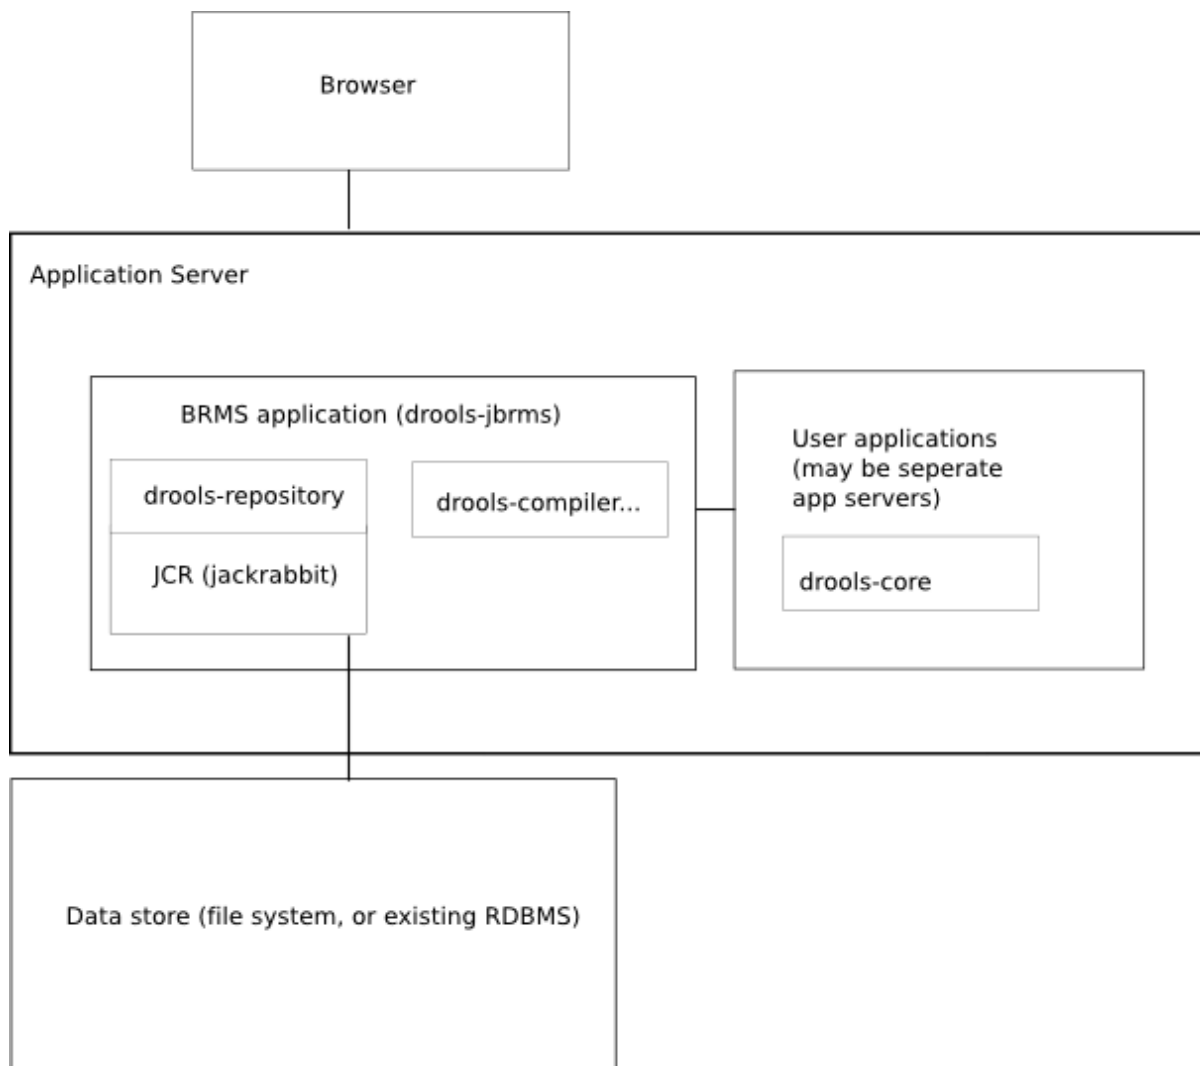 Browser
Application Server
BRMS application (drools-jbrms)
drools-repository
JCR (jackrabbit)
drools-compiler...
User applications
(may be seperate
app servers)
drools-core
Data store (file system, or existing RDBMS)